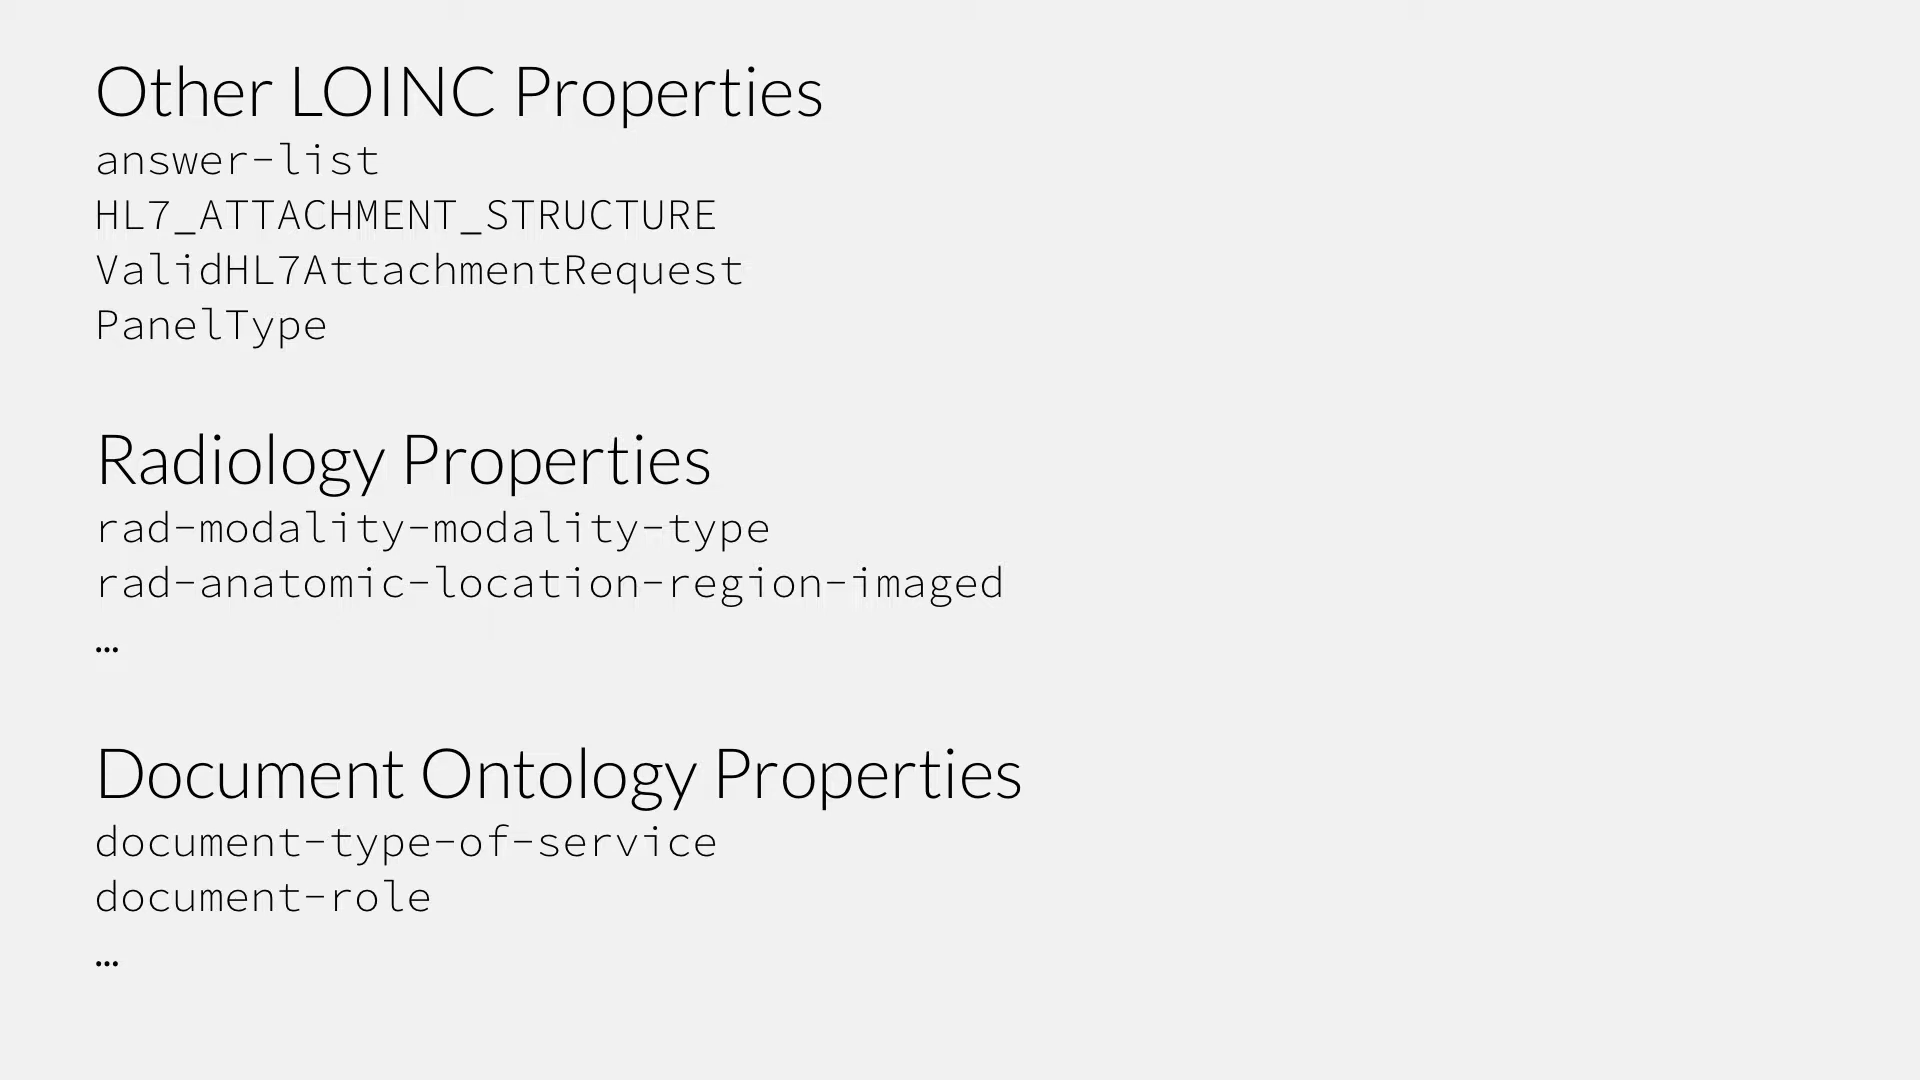 Other LOINC Properties
answer-list
HL7_ATTACHMENT_STRUCTURE
ValidHL7AttachmentRequest
PanelType
Radiology Properties
rad-modality-modality-type
rad-anatomic-location-region-imaged
…
Document Ontology Properties
document-type-of-service
document-role
…